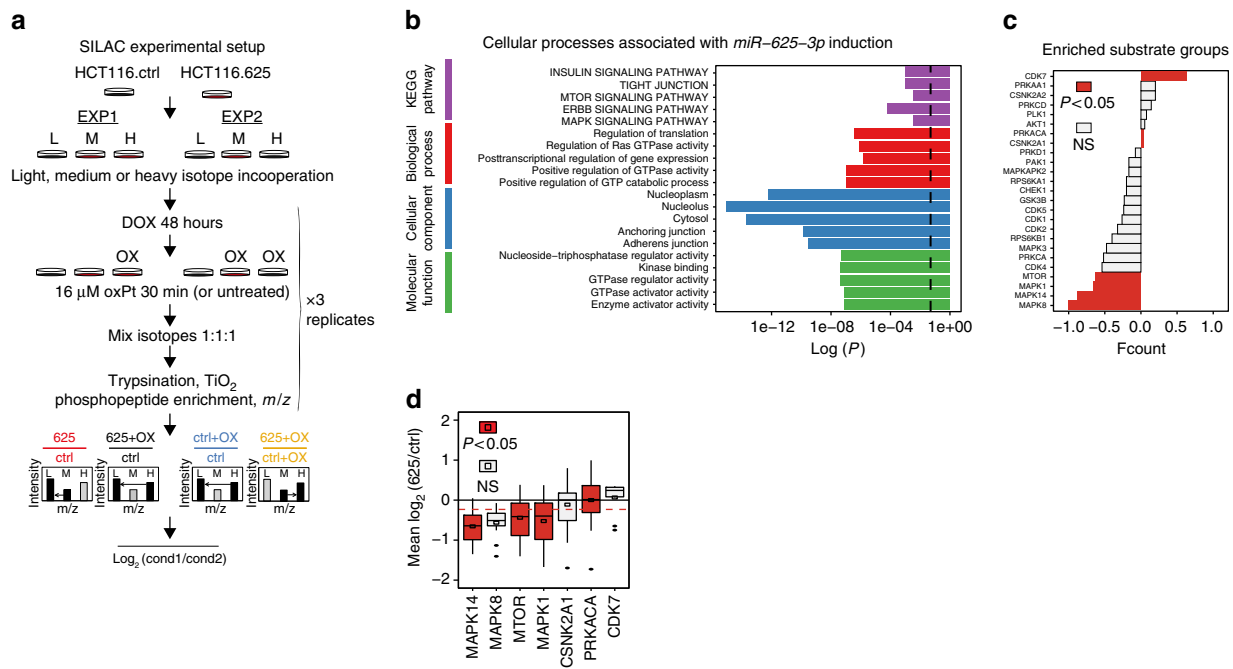 a
SILAC experimental setup
HCT116.ctrl HCT116.625
EXP1 EXP2
L M H L M H
Light, medium or heavy isotope incooperation
DOX 48 hours
OX OX OX
16 µM oxPt 30 min (or untreated)
×3
replicates
Mix isotopes 1:1:1
Trypsination, TiO2
phosphopeptide enrichment, m/z
625 625+OX ctrl+OX 625+OX
ctrl ctrl ctrl ctrl+OX
Intensity L M H Intensity L M H Intensity L M H Intensity L M H
m/z m/z m/z m/z
Log2 (cond1/cond2)
b
Cellular processes associated with miR−625−3p induction
KEGG
pathway
INSULIN SIGNALING PATHWAY
TIGHT JUNCTION
MTOR SIGNALING PATHWAY
ERBB SIGNALING PATHWAY
MAPK SIGNALING PATHWAY
Biological
process
Regulation of translation
Regulation of Ras GTPase activity
Posttranscriptional regulation of gene expression
Positive regulation of GTPase activity
Positive regulation of GTP catabolic process
Cellular
component
Nucleoplasm
Nucleolus
Cytosol
Anchoring junction
Adherens junction
Molecular
function
Nucleoside−triphosphatase regulator activity
Kinase binding
GTPase regulator activity
GTPase activator activity
Enzyme activator activity
1e−12 1e−08 1e−04 1e+00
Log (P)
c
Enriched substrate groups
P<0.05
NS
CDK7
PRKAA1
CSNK2A2
PRKCD
PLK1
AKT1
PRKACA
CSNK2A1
PRKD1
PAK1
MAPKAPK2
RPS6KA1
CHEK1
GSK3B
CDK5
CDK1
CDK2
RPS6KB1
MAPK3
PRKCA
CDK4
MTOR
MAPK1
MAPK14
MAPK8
−1.0 −0.5 0.0 0.5 1.0
Fcount
d
Mean log2 (625/ctrl)
2
1
0
−1
−2
P<0.05
NS
MAPK14 MAPK8 MTOR MAPK1 CSNK2A1 PRKACA CDK7